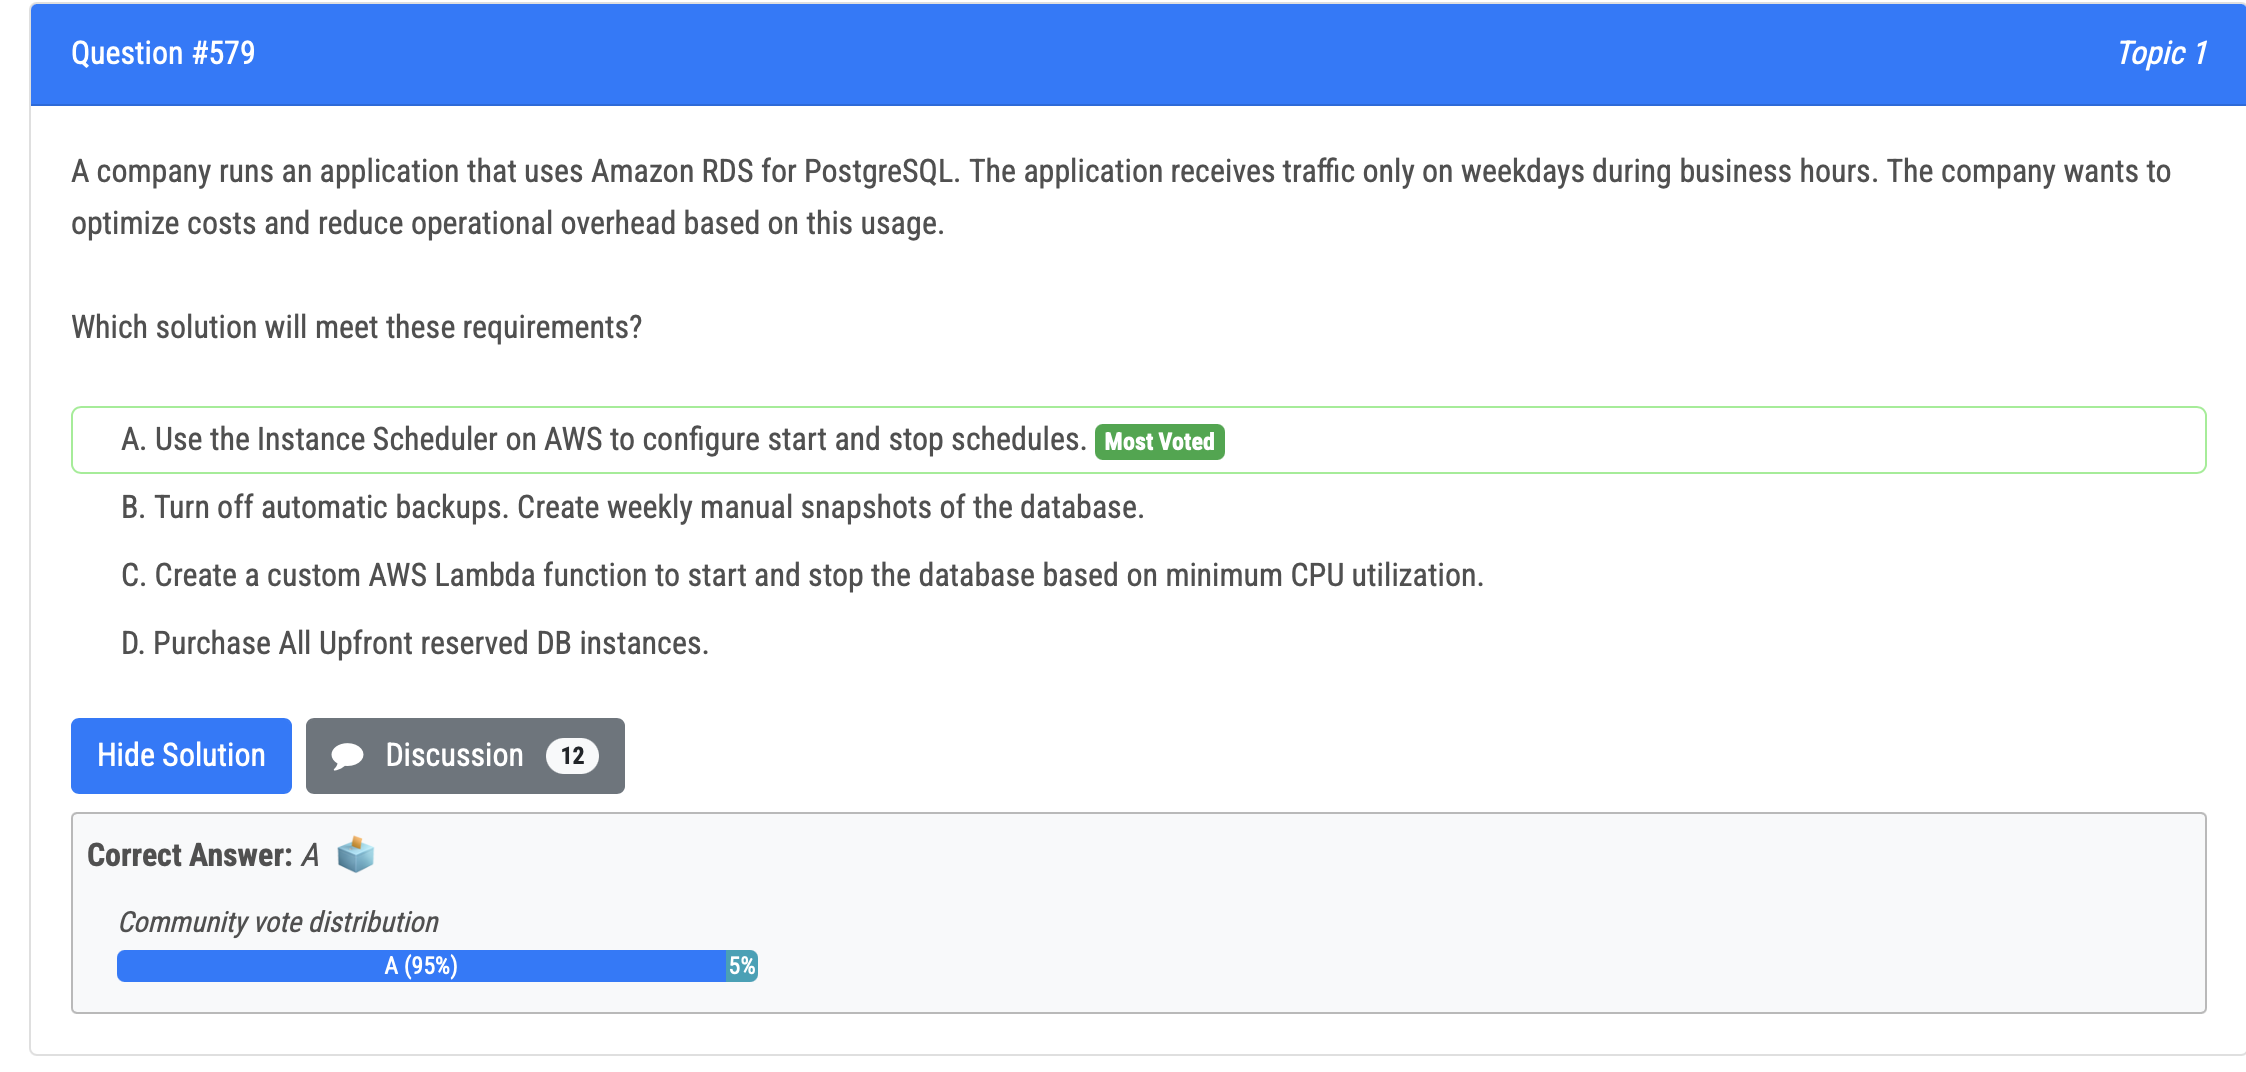 Question #579
Topic 1
A company runs an application that uses Amazon RDS for PostgreSQL. The application receives traffic only on weekdays during business hours. The company wants to
optimize costs and reduce operational overhead based on this usage.
Which solution will meet these requirements?
A. Use the Instance Scheduler on AWS to configure start and stop schedules. Most Voted
B. Turn off automatic backups. Create weekly manual snapshots of the database.
C. Create a custom AWS Lambda function to start and stop the database based on minimum CPU utilization.
D. Purchase All Upfront reserved DB instances.
Hide Solution
Discussion 12
Correct Answer: A
Community vote distribution
A (95%) 5%